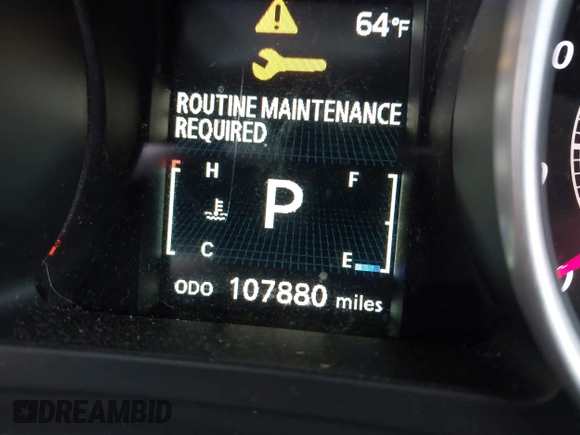 64°F
ROUTINE MAINTENANCE
REQUIRED
H F
P
C E
ODO 107880 miles
DREAMBID